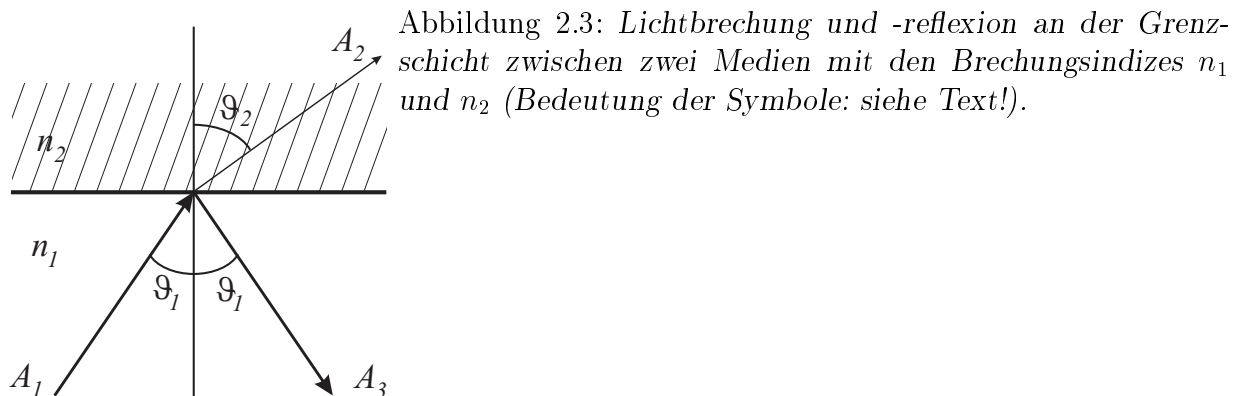 Abbildung 2.3: Lichtbrechung und -reflexion an der Grenz-
schicht zwischen zwei Medien mit den Brechungsindizes n₁
und n₂ (Bedeutung der Symbole: siehe Text!).
A₂
ϑ₂
n₂
n₁
ϑ₁ ϑ₁
A₁ A₃